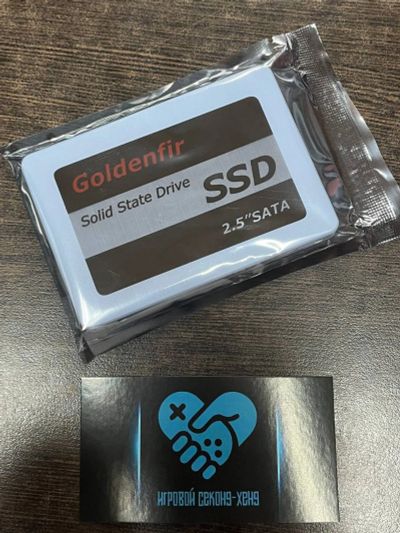 Goldenfir
Solid State Drive
SSD
2.5"SATA
ИГРОВОЙ СЕКОНД-ХЕНД